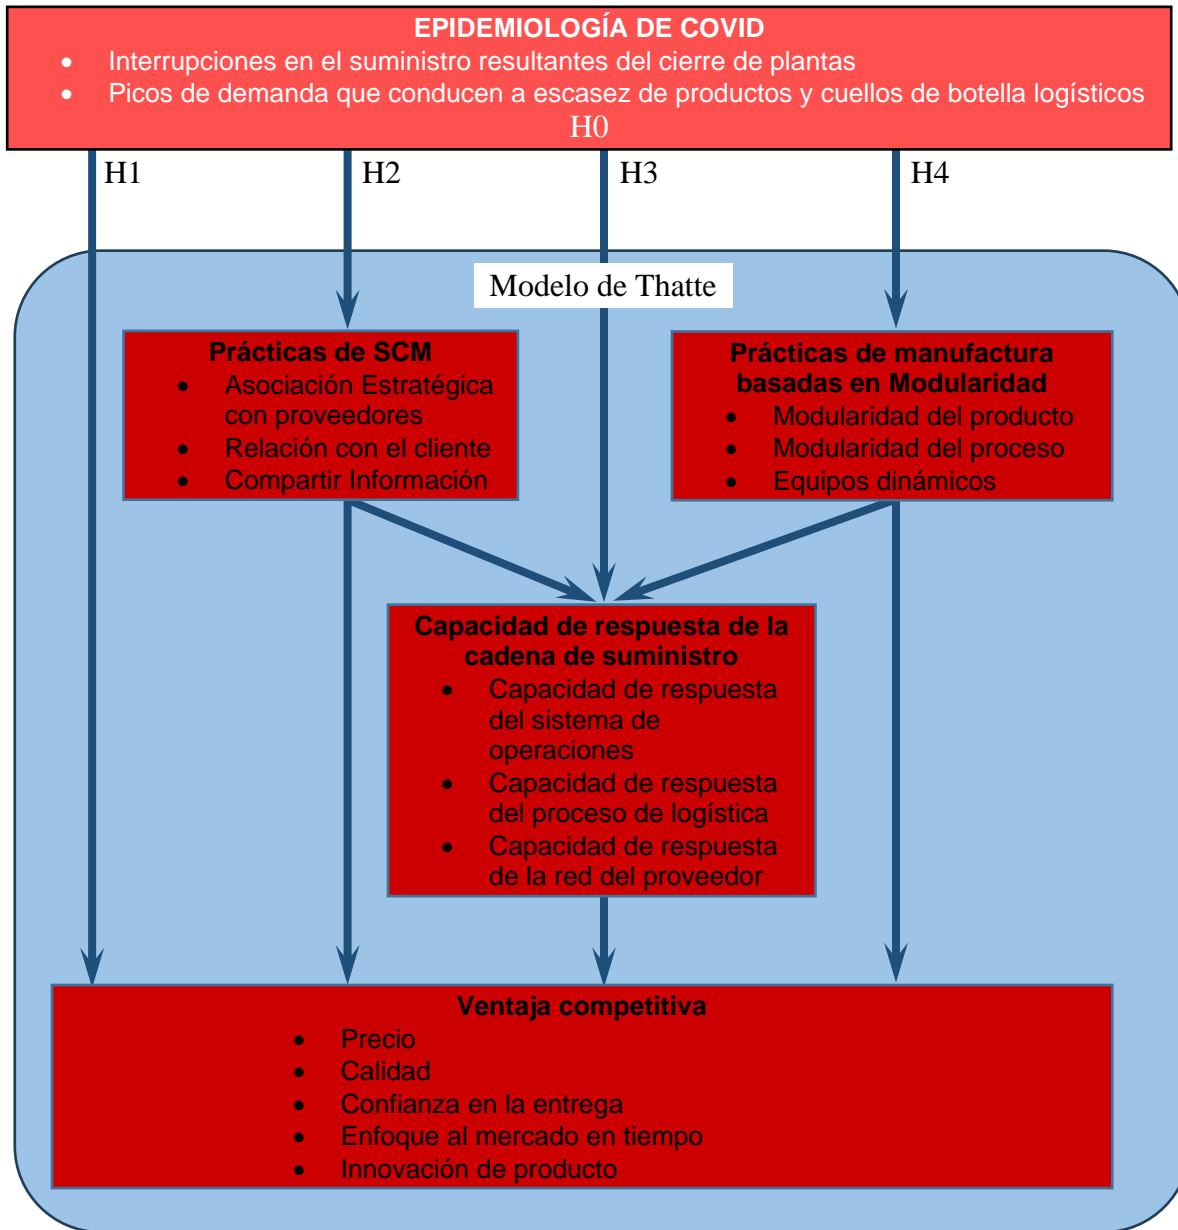 EPIDEMIOLOGÍA DE COVID
• Interrupciones en el suministro resultantes del cierre de plantas
• Picos de demanda que conducen a escasez de productos y cuellos de botella logísticos
H0
H1
H2
H3
H4
Modelo de Thatte
Prácticas de SCM
• Asociación Estratégica
con proveedores
• Relación con el cliente
• Compartir Información
Prácticas de manufactura
basadas en Modularidad
• Modularidad del producto
• Modularidad del proceso
• Equipos dinámicos
Capacidad de respuesta de la
cadena de suministro
• Capacidad de respuesta
del sistema de
operaciones
• Capacidad de respuesta
del proceso de logística
• Capacidad de respuesta
de la red del proveedor
Ventaja competitiva
• Precio
• Calidad
• Confianza en la entrega
• Enfoque al mercado en tiempo
• Innovación de producto